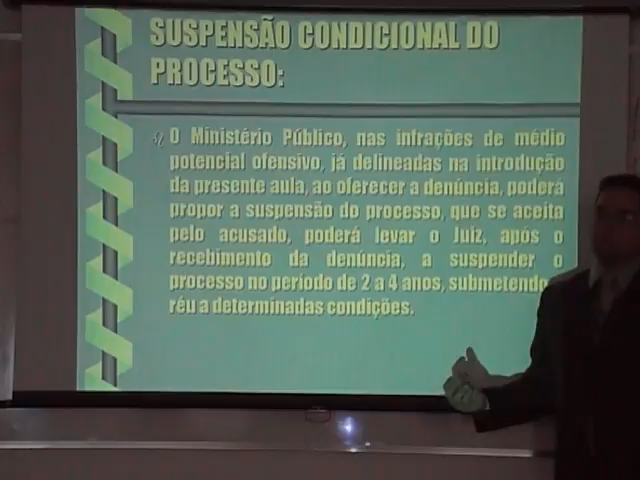 SUSPENSÃO CONDICIONAL DO
PROCESSO:
O Ministério Público, nas infrações de médio
potencial ofensivo, já delineadas na introdução
da presente aula, ao oferecer a denúncia, poderá
propor a suspensão do processo, que se aceita
pelo acusado, poderá levar o Juiz, após o
recebimento da denúncia, a suspender o
processo no período de 2 a 4 anos, submetendo
réu a determinadas condições.